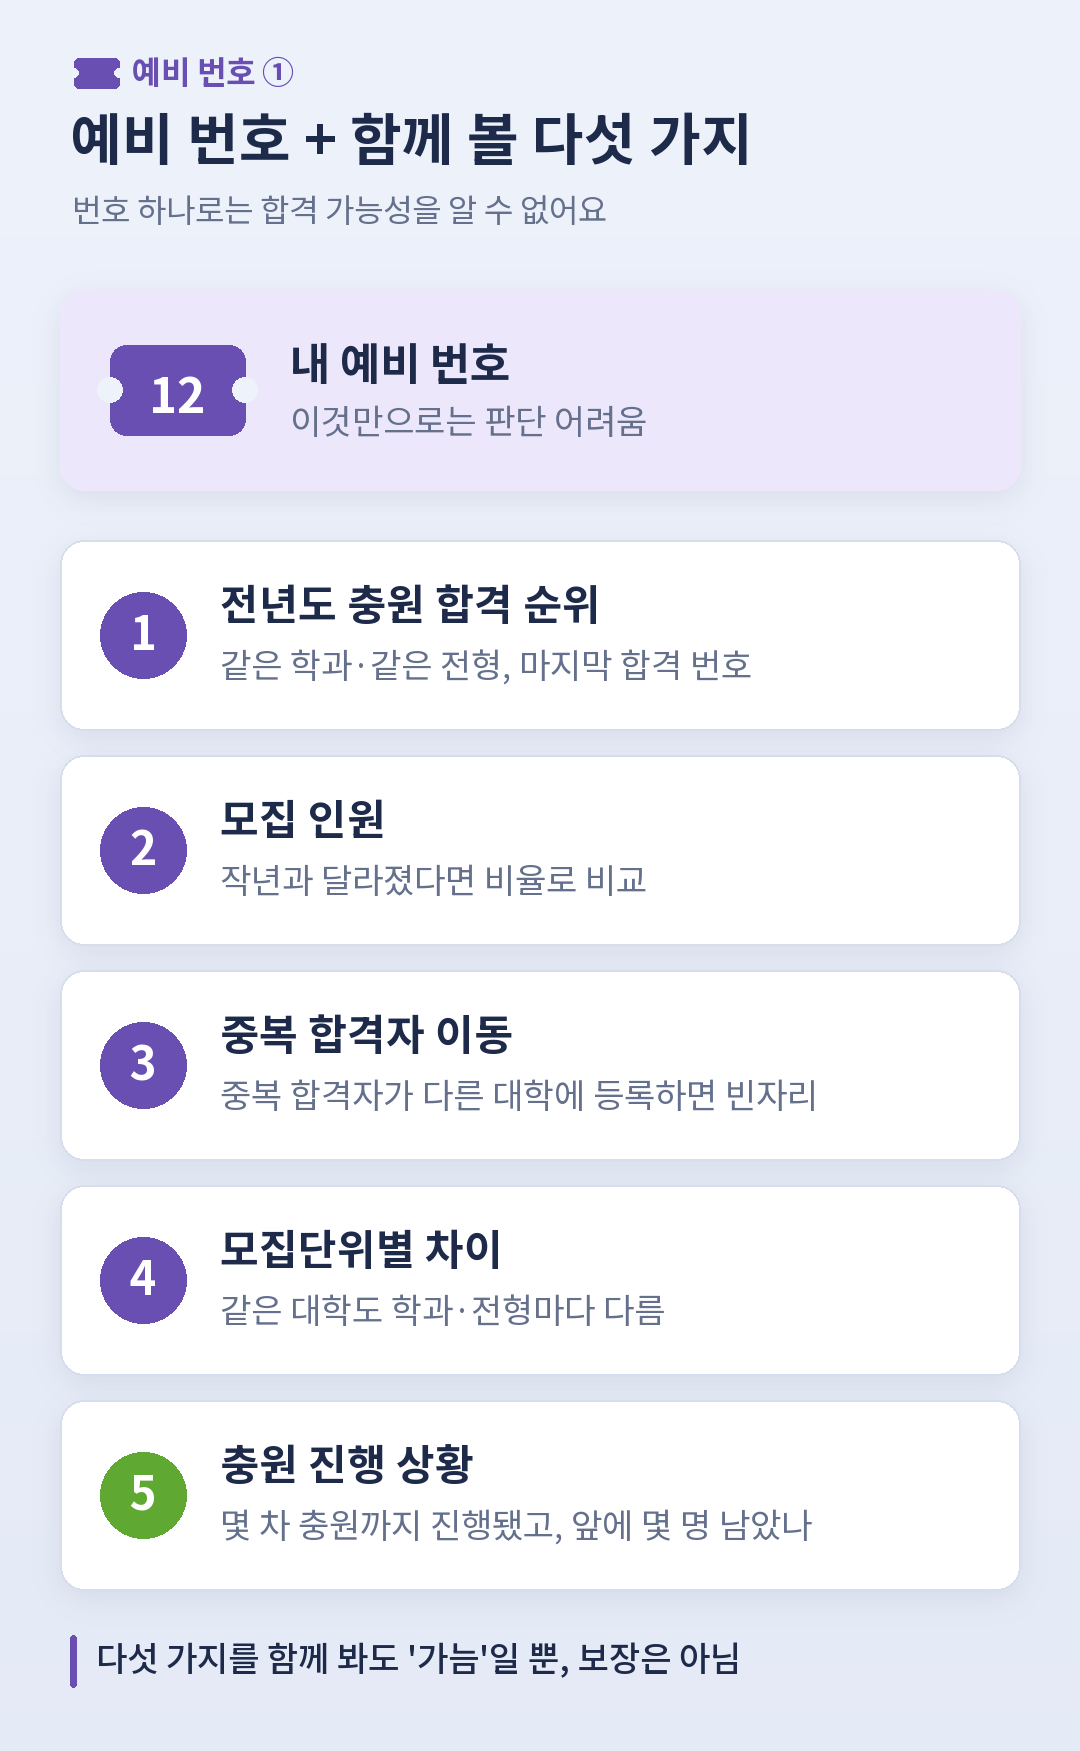 예비 번호 ①
예비 번호 + 함께 볼 다섯 가지
번호 하나로는 합격 가능성을 알 수 없어요
12
내 예비 번호
이것만으로는 판단 어려움
1
전년도 충원 합격 순위
같은 학과·같은 전형, 마지막 합격 번호
2
모집 인원
작년과 달라졌다면 비율로 비교
3
중복 합격자 이동
중복 합격자가 다른 대학에 등록하면 빈자리
4
모집단위별 차이
같은 대학도 학과·전형마다 다름
5
충원 진행 상황
몇 차 충원까지 진행됐고, 앞에 몇 명 남았나
다섯 가지를 함께 봐도 '가늠'일 뿐, 보장은 아님